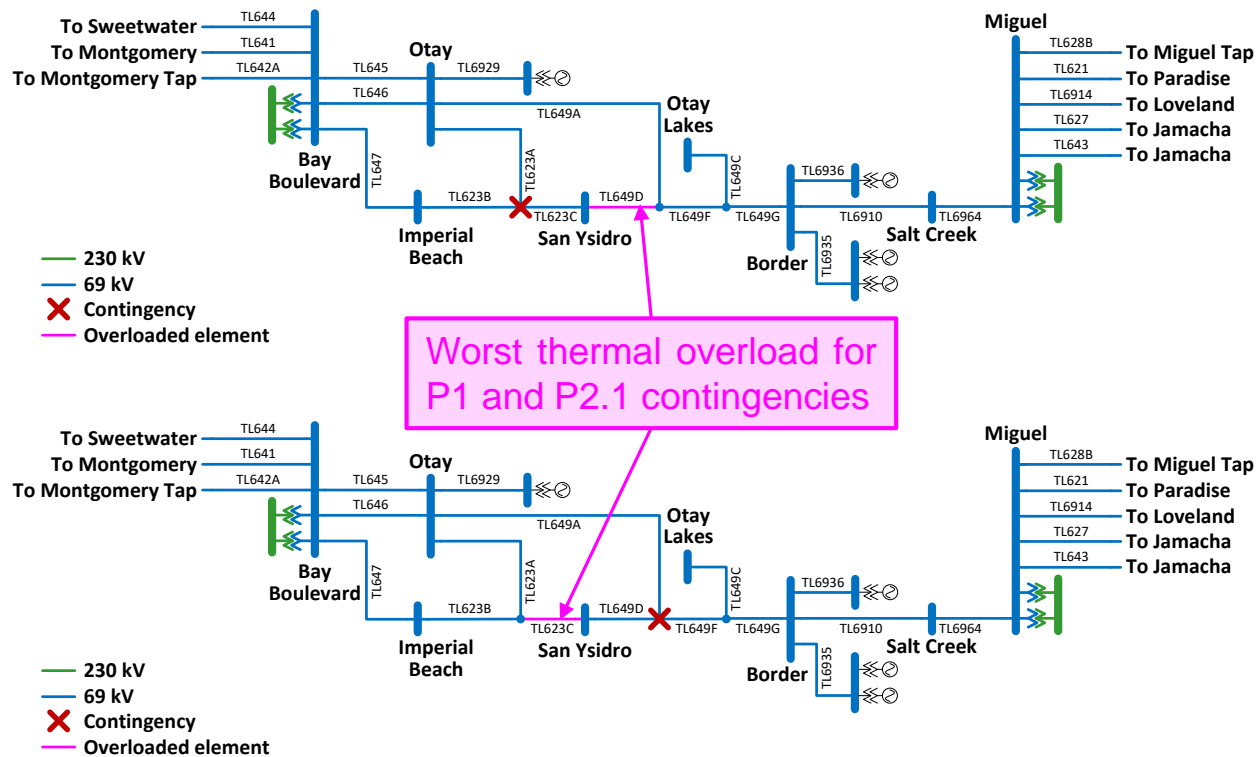 TL644
To Sweetwater
TL641
To Montgomery
TL642A
To Montgomery Tap
TL645
TL646
Otay
TL6929
TL649A
TL623A
Bay
Boulevard
TL647
TL623B
Imperial
Beach
TL623C
San Ysidro
TL649D
TL649F
Otay
Lakes
TL649C
TL649G
Border
TL6936
TL6935
TL6910
Salt Creek
TL6964
Miguel
TL628B
To Miguel Tap
TL621
To Paradise
TL6914
To Loveland
TL627
To Jamacha
TL643
To Jamacha
230 kV
69 kV
Contingency
Overloaded element
Worst thermal overload for
P1 and P2.1 contingencies
TL644
To Sweetwater
TL641
To Montgomery
TL642A
To Montgomery Tap
TL645
TL646
Otay
TL6929
TL649A
TL623A
Bay
Boulevard
TL647
TL623B
Imperial
Beach
TL623C
San Ysidro
TL649D
TL649F
Otay
Lakes
TL649C
TL649G
Border
TL6936
TL6935
TL6910
Salt Creek
TL6964
Miguel
TL628B
To Miguel Tap
TL621
To Paradise
TL6914
To Loveland
TL627
To Jamacha
TL643
To Jamacha
230 kV
69 kV
Contingency
Overloaded element